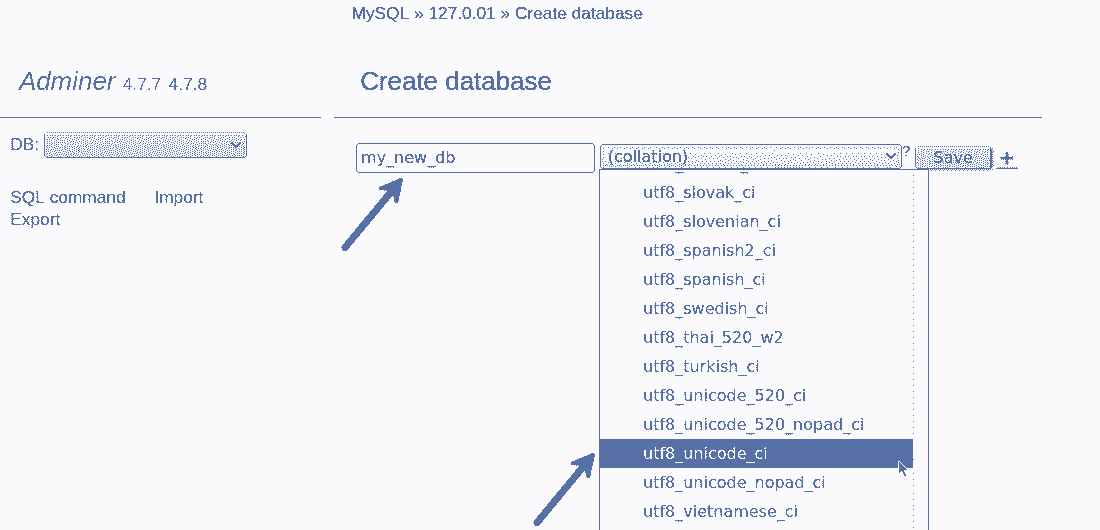 MySQL » 127.0.01 » Create database
Adminer 4.7.7 4.7.8
Create database
DB:
my_new_db
(collation)
?
Save
+
SQL command Import
Export
utf8_slovak_ci
utf8_slovenian_ci
utf8_spanish2_ci
utf8_spanish_ci
utf8_swedish_ci
utf8_thai_520_w2
utf8_turkish_ci
utf8_unicode_520_ci
utf8_unicode_520_nopad_ci
utf8_unicode_ci
utf8_unicode_nopad_ci
utf8_vietnamese_ci